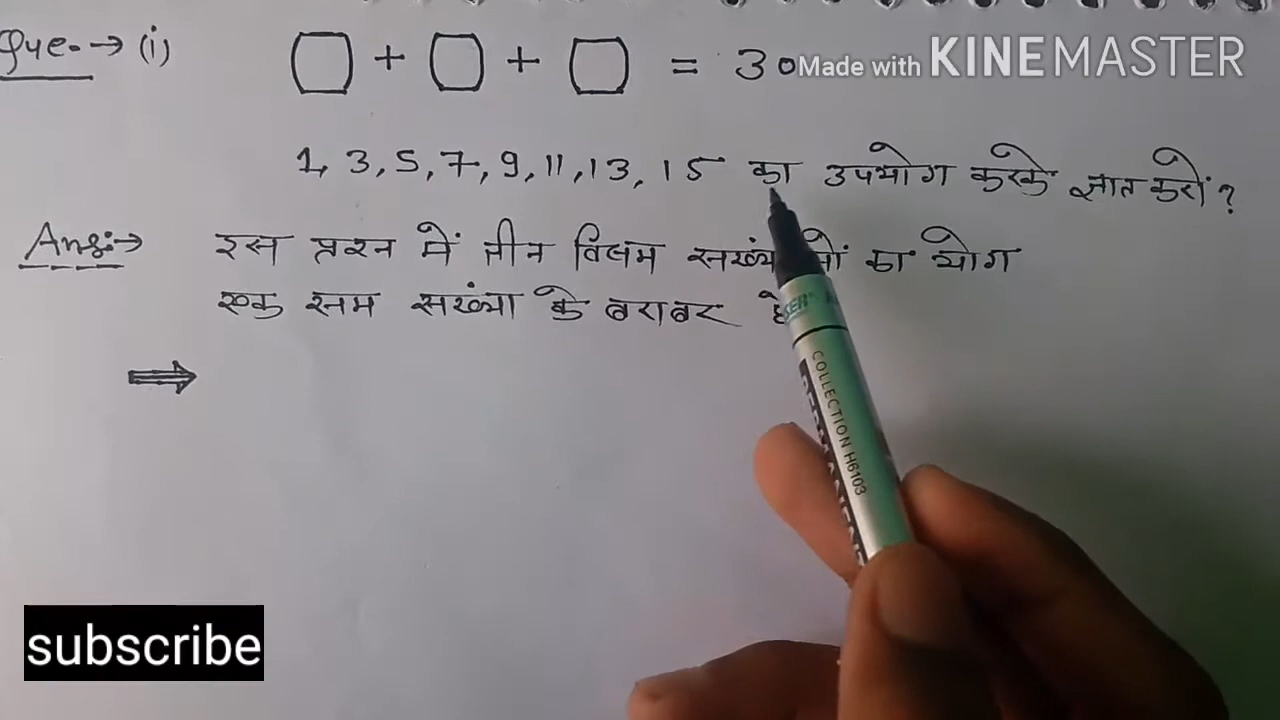 Que. → (i) □ + □ + □ = 30
Made with KINEMASTER
1, 3, 5, 7, 9, 11, 13, 15 का उपयोग करके ज्ञात करों ?
Ans:→ इस प्रश्न में तीन विषम का योग
एक सम सख्ंया के बराबर
⇒
COLLECTION H6103
subscribe